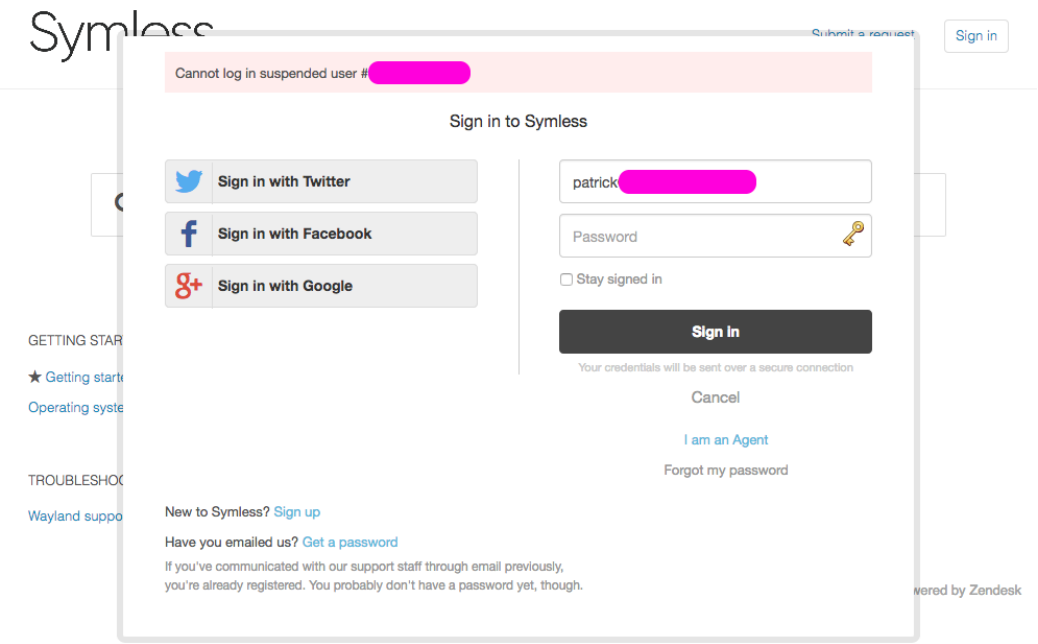 Symless
Submit a request
Sign in
Cannot log in suspended user #
Sign in to Symless
Sign in with Twitter
Sign in with Facebook
g+ Sign in with Google
patrick
Password
Stay signed in
Sign in
Your credentials will be sent over a secure connection
Cancel
I am an Agent
Forgot my password
GETTING STAR
★ Getting starte
Operating syste
TROUBLESHOO
Wayland suppo
New to Symless? Sign up
Have you emailed us? Get a password
If you've communicated with our support staff through email previously,
you're already registered. You probably don't have a password yet, though.
wered by Zendesk